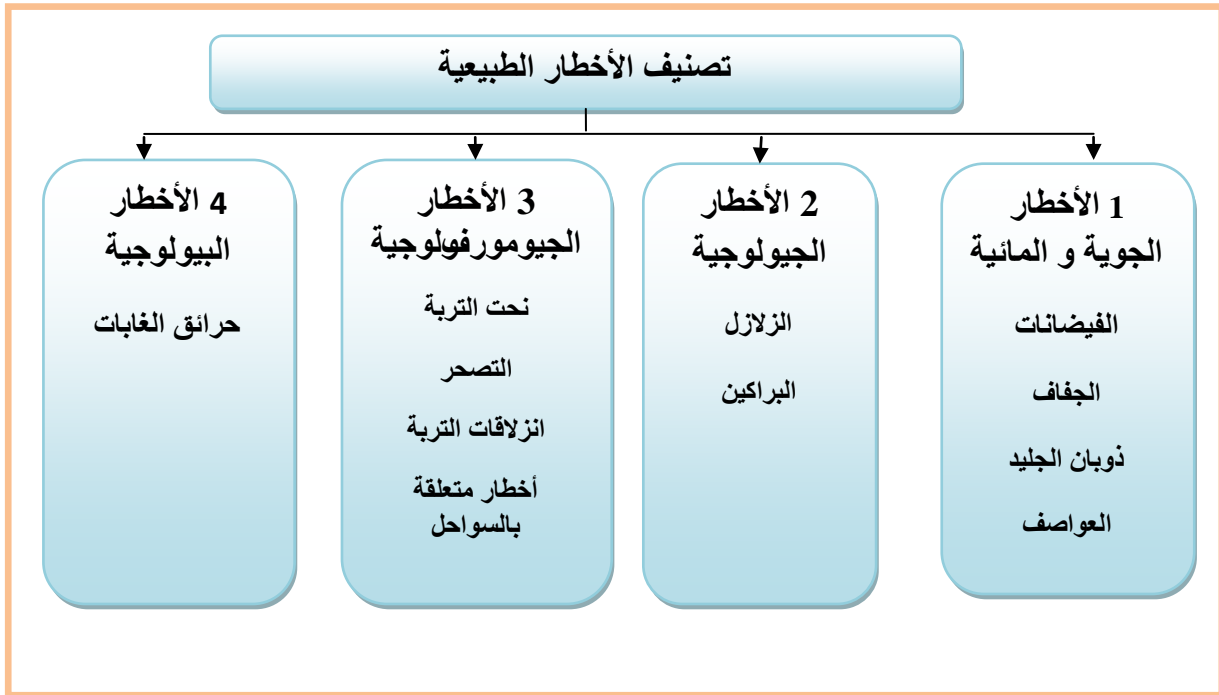 تصنيف الأخطار الطبيعية
1 الأخطار
الجوية و المائية
الفيضانات
الجفاف
ذوبان الجليد
العواصف
2 الأخطار
الجيولوجية
الزلازل
البراكين
3 الأخطار
الجيومورفولوجية
نحت التربة
التصحر
انزلاقات التربة
أخطار متعلقة
بالسواحل
4 الأخطار
البيولوجية
حرائق الغابات